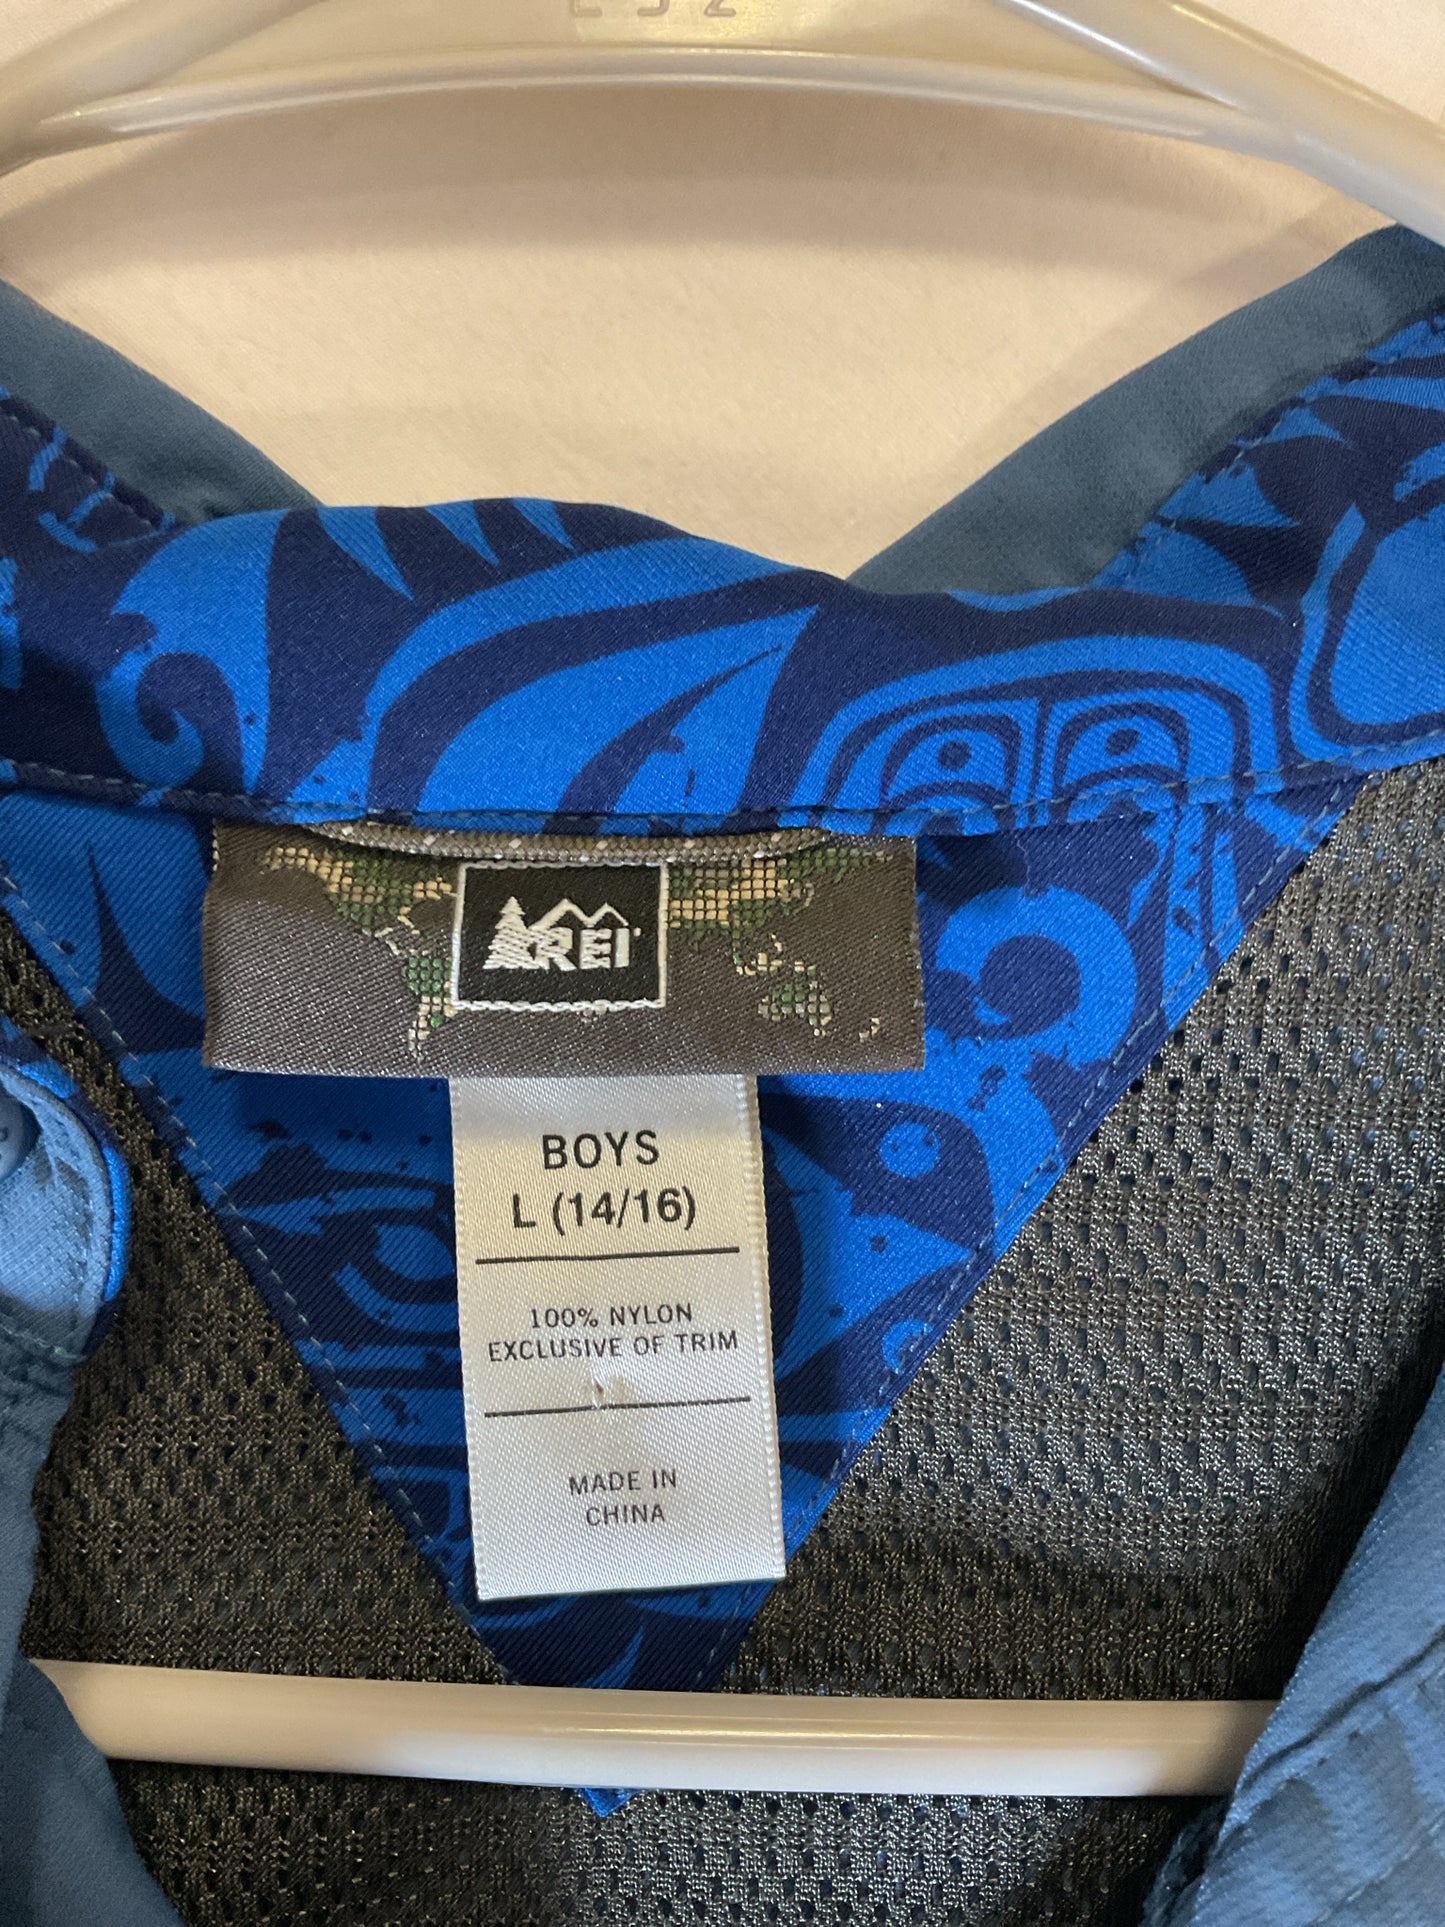 REI
BOYS
L (14/16)
100% NYLON
EXCLUSIVE OF TRIM
MADE IN
CHINA